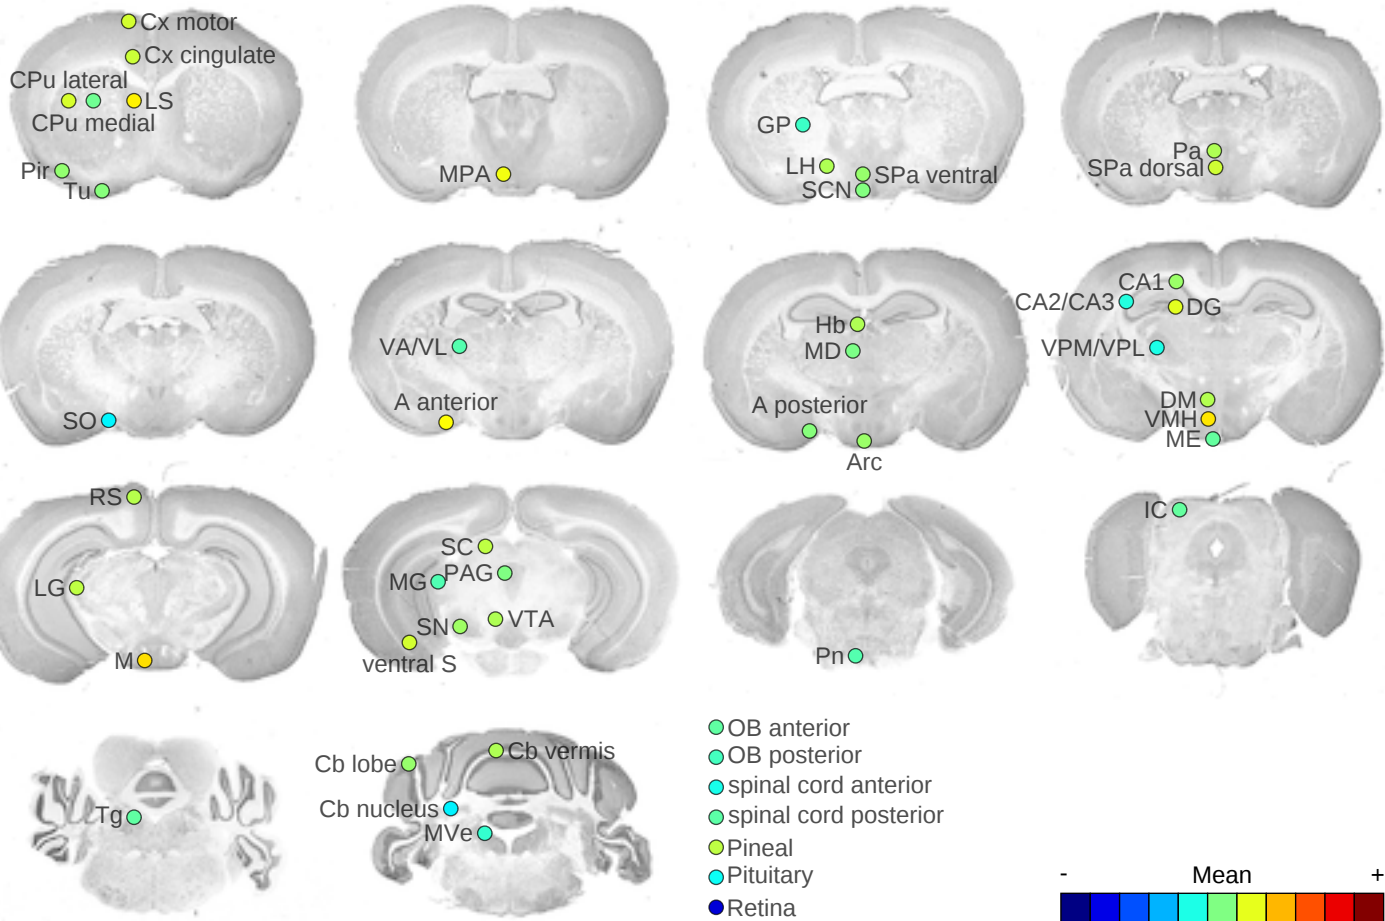 Cx motor
Cx cingulate
CPu lateral
LS
CPu medial
Pir
Tu
MPA
GP
LH
SPa ventral
SCN
Pa
SPa dorsal
SO
VA/VL
A anterior
Hb
MD
A posterior
Arc
CA1
CA2/CA3
DG
VPM/VPL
DM
VMH
ME
RS
LG
M
SC
MG
PAG
SN
VTA
ventral S
Pn
IC
Tg
Cb lobe
Cb vermis
Cb nucleus
MVe
OB anterior
OB posterior
spinal cord anterior
spinal cord posterior
Pineal
Pituitary
Retina
- Mean +